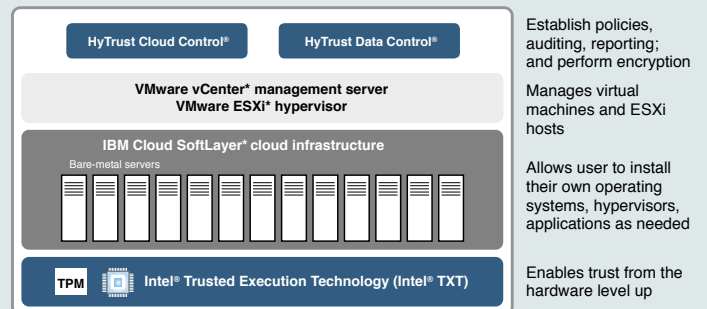 HyTrust Cloud Control®
HyTrust Data Control®
Establish policies,
auditing, reporting;
and perform encryption
VMware vCenter* management server
VMware ESXi* hypervisor
Manages virtual
machines and ESXi
hosts
IBM Cloud SoftLayer* cloud infrastructure
Bare-metal servers
Allows user to install
their own operating
systems, hypervisors,
applications as needed
TPM
Intel® Trusted Execution Technology (Intel® TXT)
Enables trust from the
hardware level up